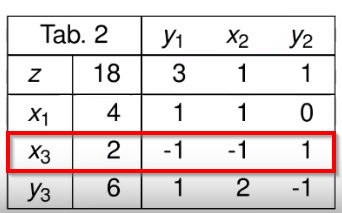 Tab. 2 y₁ x₂ y₂
z 18 3 1 1
x₁ 4 1 1 0
x₃ 2 -1 -1 1
y₃ 6 1 2 -1